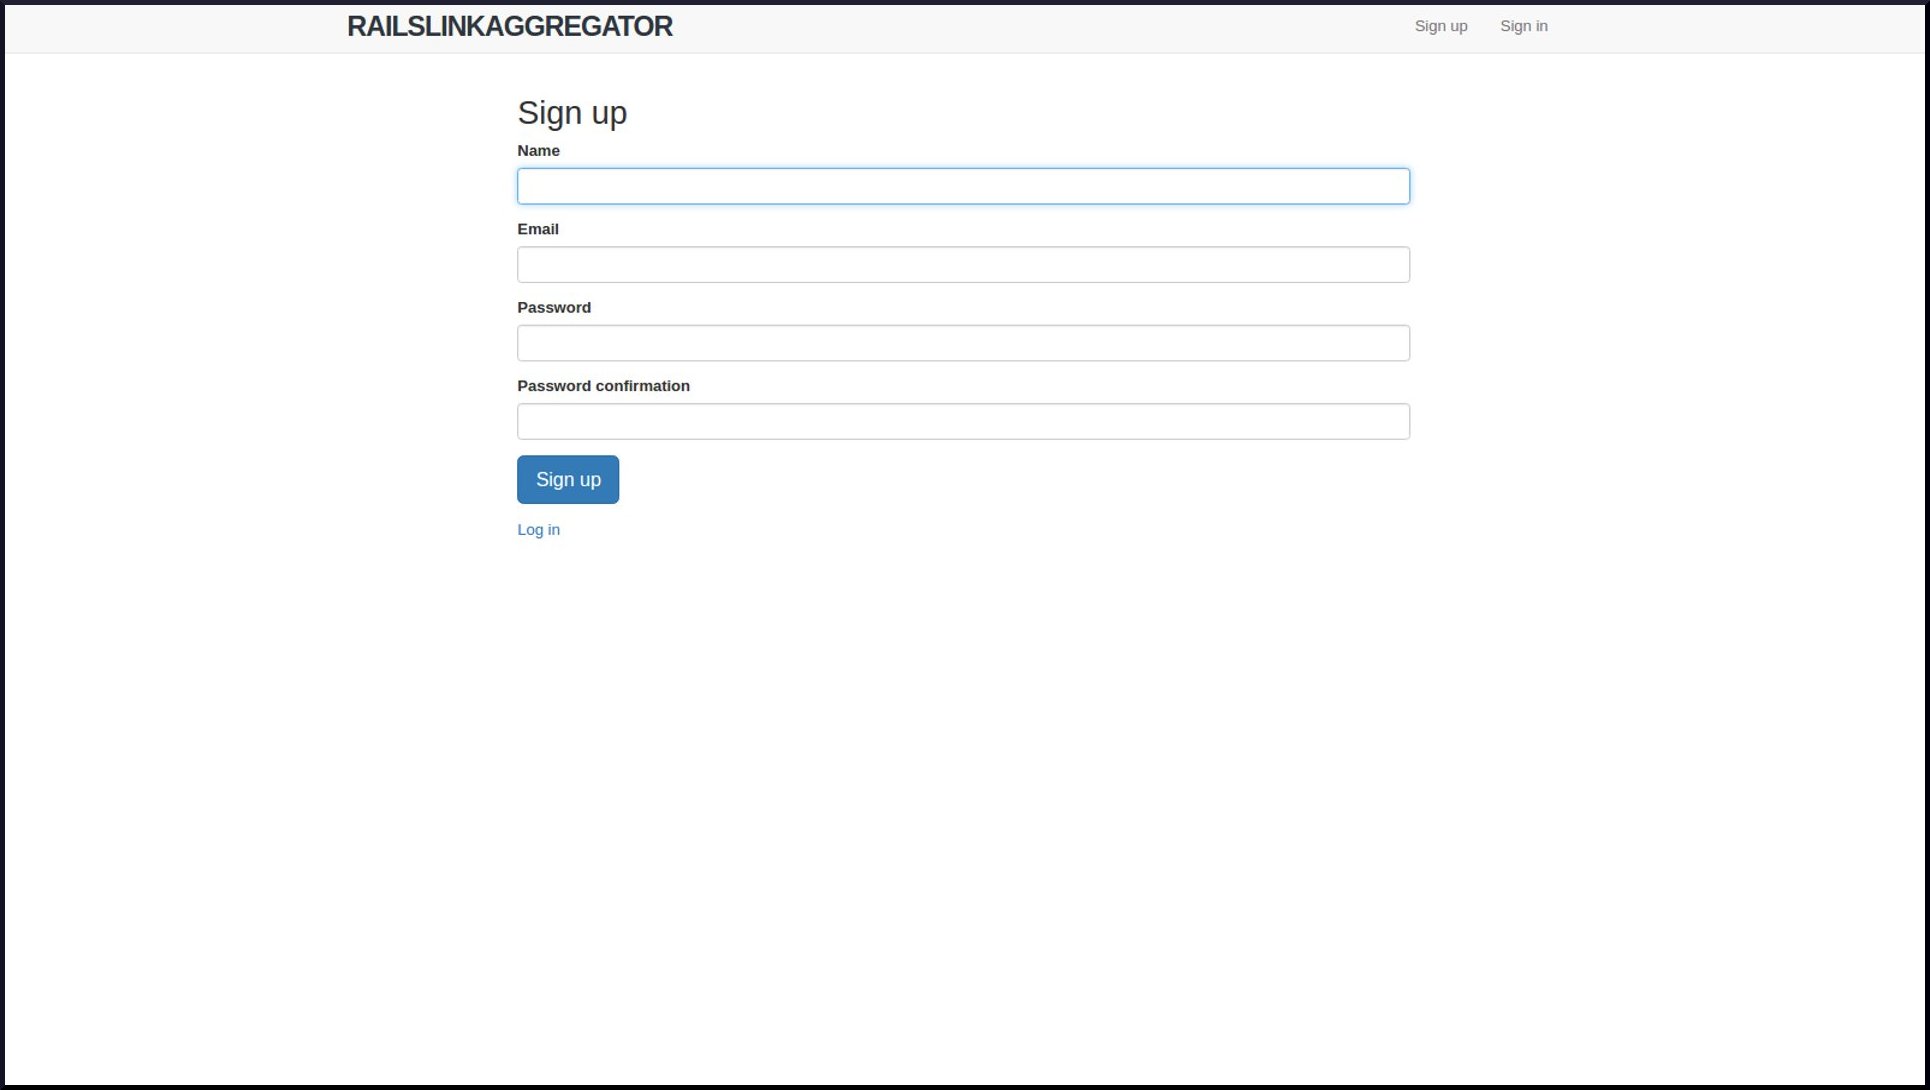 RAILSLINKAGGREGATOR
Sign up
Sign in
Sign up
Name
Email
Password
Password confirmation
Sign up
Log in